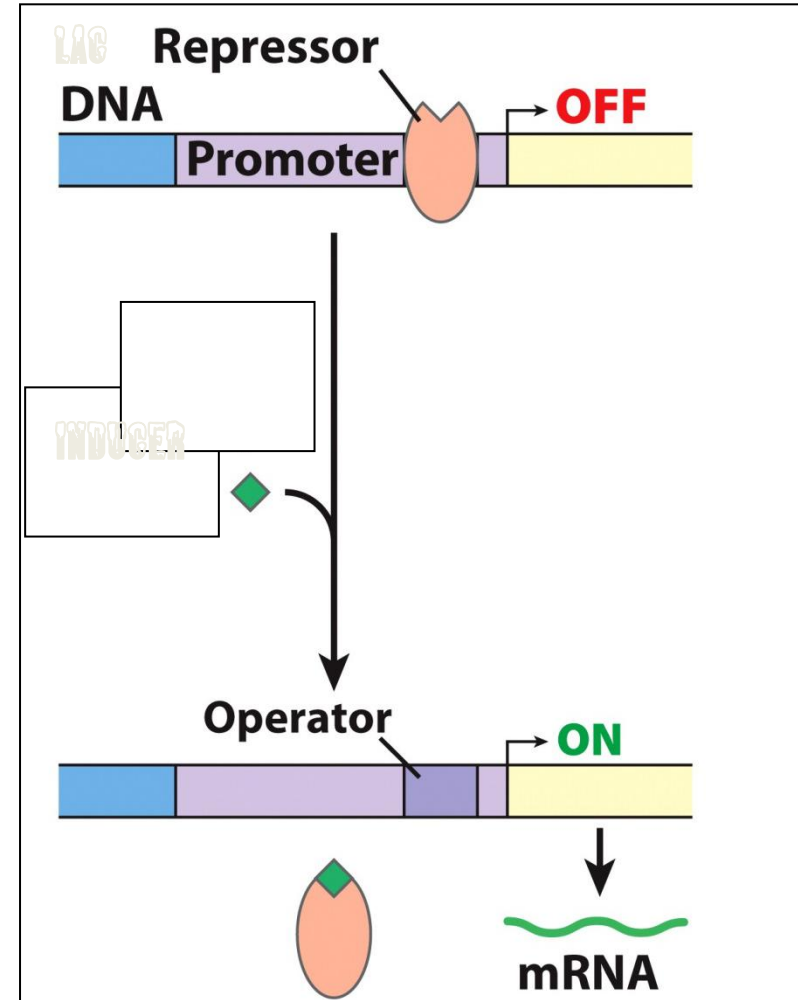 LAC
Repressor
DNA
OFF
Promoter
INDUCER
Operator
ON
mRNA